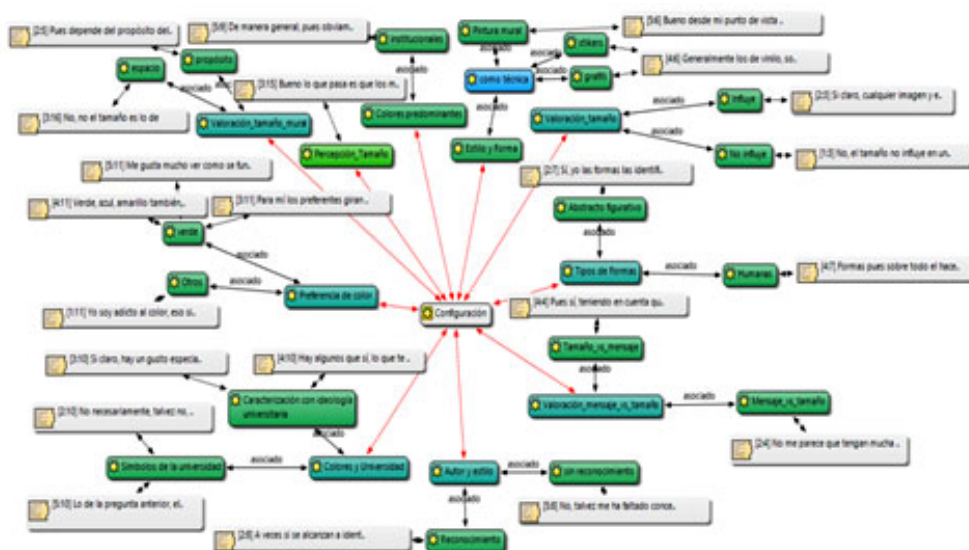 [2:5] Pues depende del propósito del..
[5:9] De manera general, pues obviam..
institucionales
Pintura mural
[5:6] Bueno desde mi punto de vista ..
asociado
stikers
espacio
propósito
asociado
asociado
grafitis
[4:6] Generalmente los de vinilo, so..
[3:15] Bueno lo que pasa es que los m..
como técnica
asociado
asociado
influye
[2:3] Si claro, cualquier imagen y e..
[3:16] No, no el tamaño es lo de
Valoración_tamaño_mural
Colores predominantes
asociado
Valoración_tamaño
Percepción_Tamaño
Estilo y forma
asociado
No influye
[1:3] No, el tamaño no influye en un..
[5:11] Me gusta mucho ver como se fun..
[2:7] Sí, yo las formas las identifi..
[4:11] Verde, azul, amarillo también..
[3:11] Para mí los preferentes giran..
Abstracto figurativo
verde
asociado
asociado
Otros
asociado
Preferencia de color
Tipos de Formas
asociado
Humanas
[4:7] Formas pues sobre todo el hace..
[1:11] Yo soy adicto al color, eso si..
Configuración
[4:4] Pues sí, teniendo en cuenta qu..
[3:10] Si claro, hay un gusto especia..
[4:10] Hay algunos que sí, lo que te ..
Tamaño_vs_mensaje
asociado
Caracterización con ideología
universitaria
[2:10] No necesariamente, talvez no, ..
asociado
Valoración_mensaje_vs_tamaño
asociado
Mensaje_vs_tamaño
[2:4] No me parece que tengan mucha ..
Simbolos de la universidad
asociado
Colores y Universidad
Autor y estilo
asociado
sin reconocimiento
[5:10] Lo de la pregunta anterior, el..
asociado
[5:8] No, talvez me ha faltado conoc..
[2:8] A veces si se alcanzan a ident..
Reconocimiento